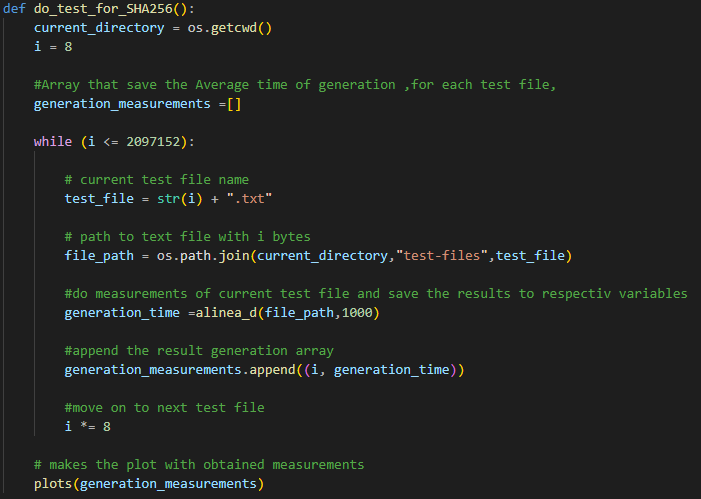 def do_test_for_SHA256():
    current_directory = os.getcwd()
    i = 8

    #Array that save the Average time of generation ,for each test file,
    generation_measurements =[]

    while (i <= 2097152):

        # current test file name
        test_file = str(i) + ".txt"

        # path to text file with i bytes
        file_path = os.path.join(current_directory,"test-files",test_file)

        #do measurements of current test file and save the results to respectiv variables
        generation_time =alinea_d(file_path,1000)

        #append the result generation array
        generation_measurements.append((i, generation_time))

        #move on to next test file
        i *= 8

    # makes the plot with obtained measurements
    plots(generation_measurements)